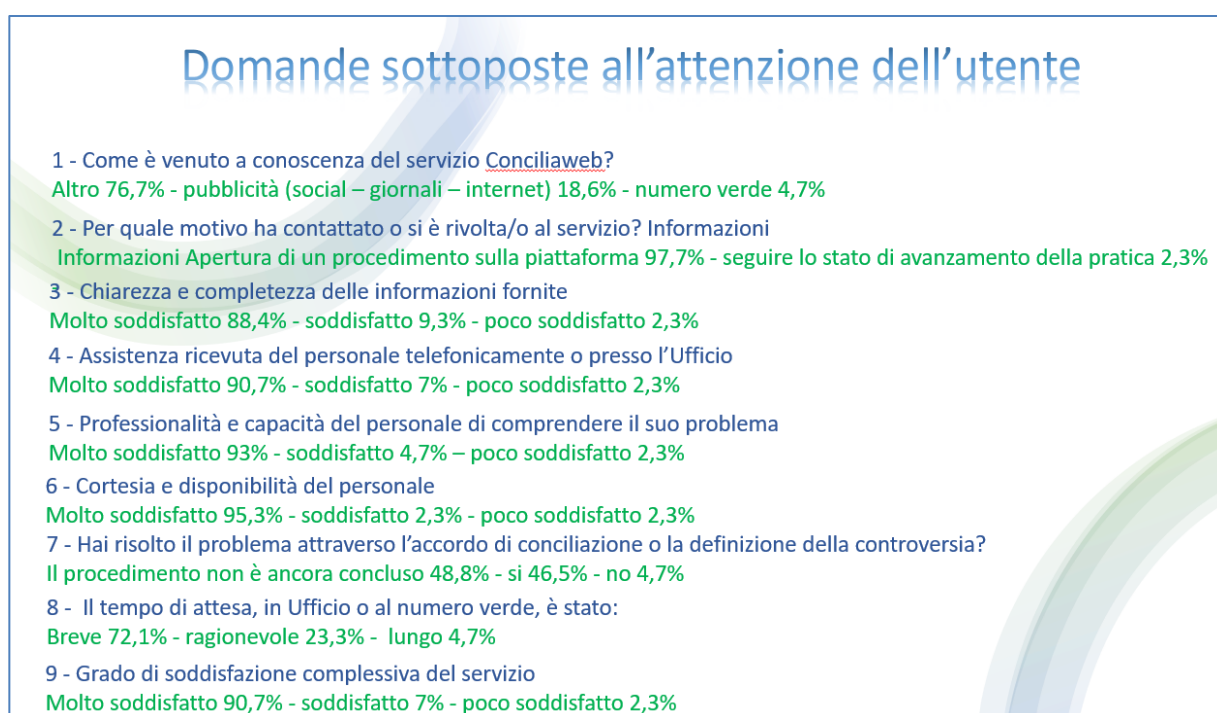 Domande sottoposte all’attenzione dell’utente
1 - Come è venuto a conoscenza del servizio Conciliaweb?
Altro 76,7% - pubblicità (social – giornali – internet) 18,6% - numero verde 4,7%
2 - Per quale motivo ha contattato o si è rivolta/o al servizio? Informazioni
Informazioni Apertura di un procedimento sulla piattaforma 97,7% - seguire lo stato di avanzamento della pratica 2,3%
3 - Chiarezza e completezza delle informazioni fornite
Molto soddisfatto 88,4% - soddisfatto 9,3% - poco soddisfatto 2,3%
4 - Assistenza ricevuta del personale telefonicamente o presso l’Ufficio
Molto soddisfatto 90,7% - soddisfatto 7% - poco soddisfatto 2,3%
5 - Professionalità e capacità del personale di comprendere il suo problema
Molto soddisfatto 93% - soddisfatto 4,7% – poco soddisfatto 2,3%
6 - Cortesia e disponibilità del personale
Molto soddisfatto 95,3% - soddisfatto 2,3% - poco soddisfatto 2,3%
7 - Hai risolto il problema attraverso l’accordo di conciliazione o la definizione della controversia?
Il procedimento non è ancora concluso 48,8% - si 46,5% - no 4,7%
8 - Il tempo di attesa, in Ufficio o al numero verde, è stato:
Breve 72,1% - ragionevole 23,3% - lungo 4,7%
9 - Grado di soddisfazione complessiva del servizio
Molto soddisfatto 90,7% - soddisfatto 7% - poco soddisfatto 2,3%